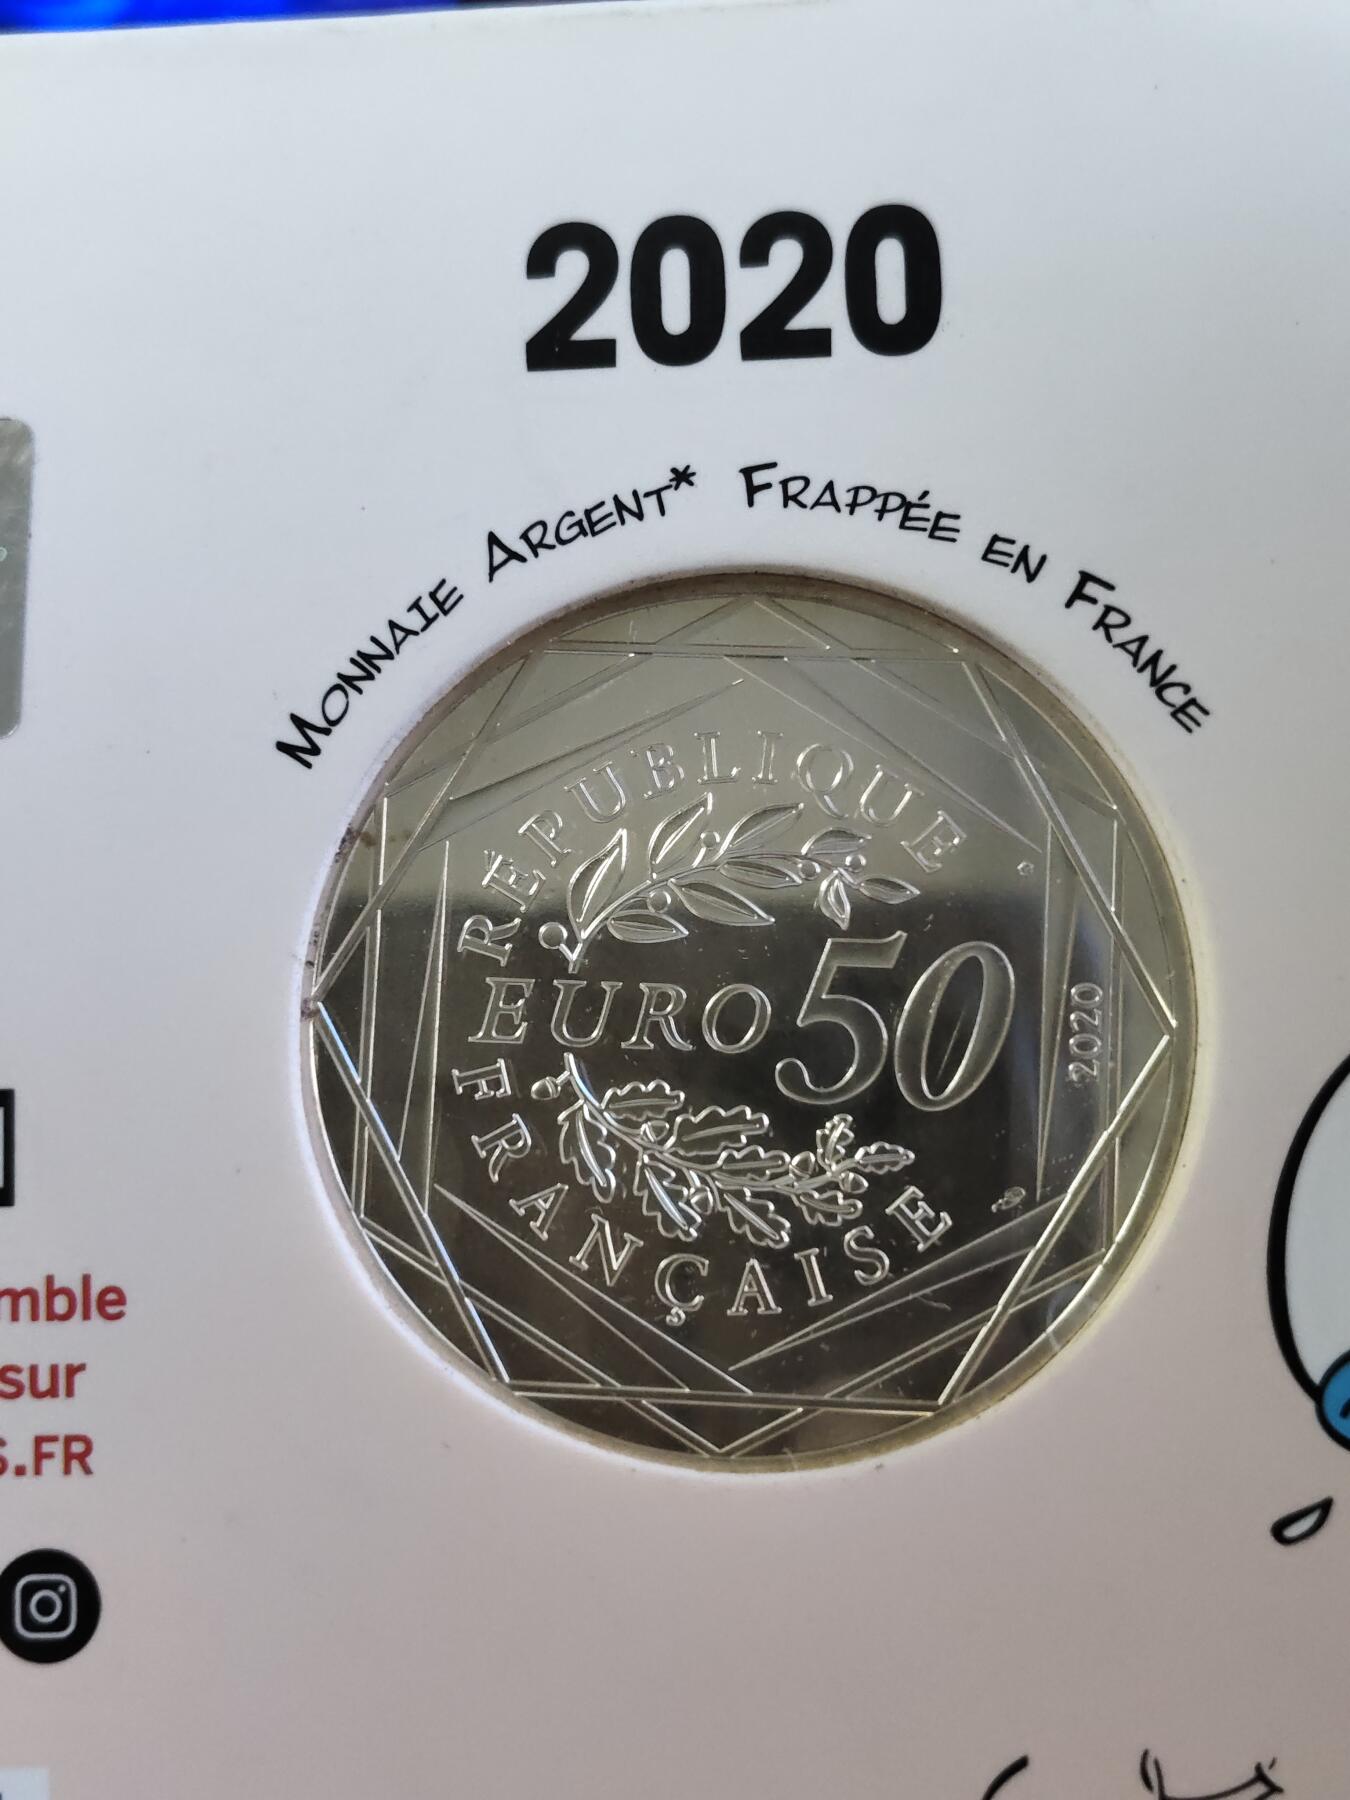 2020
MONNAIE ARGENT* FRAPPÉE EN FRANCE
RÉPUBLIQUE
EURO 50
2020
FRANÇAISE
mble
sur
S.FR